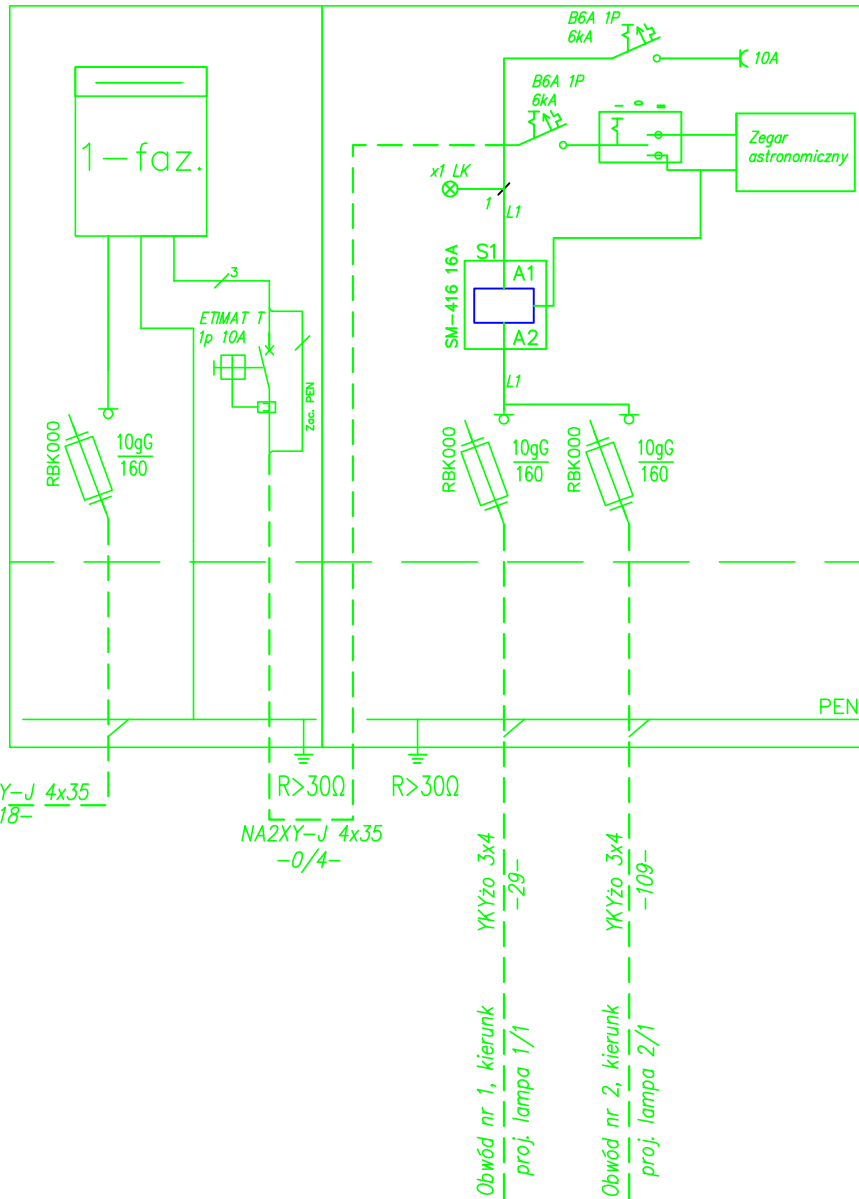 B6A 1P
6kA
10A
B6A 1P
6kA
Zegar
astronomiczny
1-faz.
x1 LK
1
L1
S1
A1
SM-416 16A
A2
3
ETIMAT T
1p 10A
Zac. PEN
L1
RBK000
10gG
160
RBK000
10gG
160
RBK000
10gG
160
PEN
R>30Ω
R>30Ω
Y-J 4x35
18-
NA2XY-J 4x35
-0/4-
YKYżo 3x4
-29-
YKYżo 3x4
-109-
Obwód nr 1, kierunk
proj. lampa 1/1
Obwód nr 2, kierunk
proj. lampa 2/1